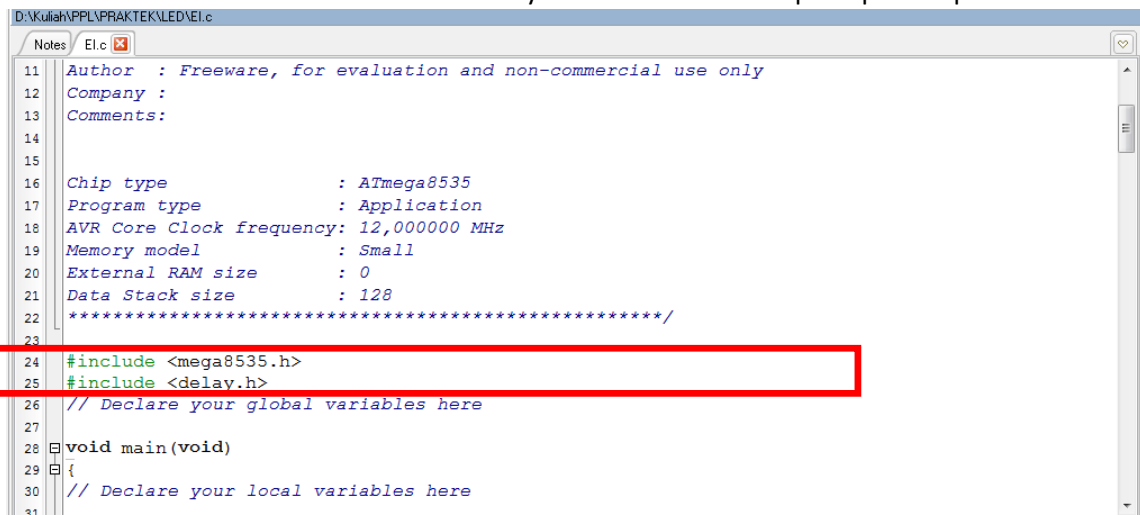 D:\Kuliah\PPL\PRAKTEK\LED\El.c
Notes El.c
11 Author : Freeware, for evaluation and non-commercial use only
12 Company :
13 Comments:
14
15
16 Chip type : ATmega8535
17 Program type : Application
18 AVR Core Clock frequency: 12,000000 MHz
19 Memory model : Small
20 External RAM size : 0
21 Data Stack size : 128
22 *****************************************************/
23
24 #include <mega8535.h>
25 #include <delay.h>
26 // Declare your global variables here
27
28 void main(void)
29 {
30 // Declare your local variables here
31